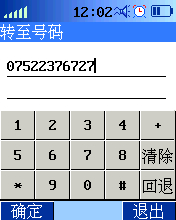 12:02
转至号码
07522376727
1 2 3 4 +
5 6 7 8 清除
* 9 0 # 回退
确定 退出